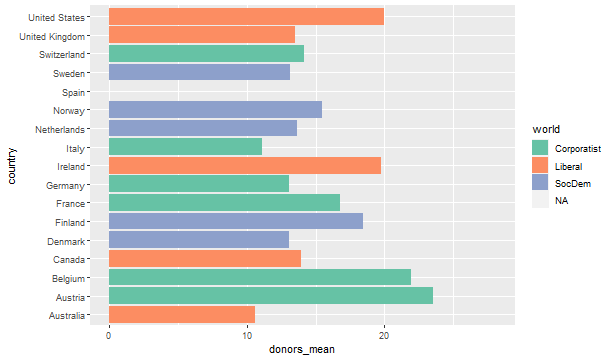 United States
United Kingdom
Switzerland
Sweden
Spain
Norway
Netherlands
Italy
Ireland
Germany
France
Finland
Denmark
Canada
Belgium
Austria
Australia
country
0 10 20
donors_mean
world
Corporatist
Liberal
SocDem
NA